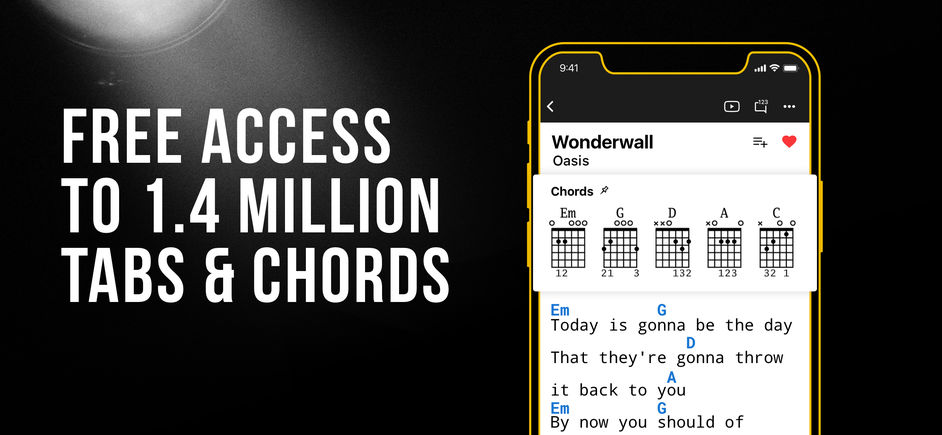 FREE ACCESS
TO 1.4 MILLION
TABS & CHORDS
9:41
123
Wonderwall
Oasis
Chords
Em G D A C
x x x x
12 21 3 132 123 32 1
Em G
Today is gonna be the day
D
That they're gonna throw
A
it back to you
Em G
By now you should of